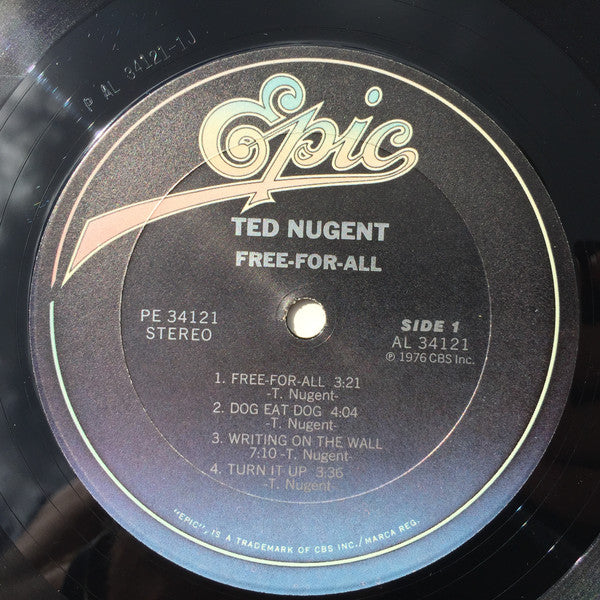 P AL 34121-1J
Epic
TED NUGENT
FREE-FOR-ALL
PE 34121
STEREO
SIDE 1
AL 34121
℗ 1976 CBS Inc.
1. FREE-FOR-ALL 3:21
-T. Nugent-
2. DOG EAT DOG 4:04
-T. Nugent-
3. WRITING ON THE WALL
7:10 -T. Nugent-
4. TURN IT UP 3:36
-T. Nugent-
"EPIC", IS A TRADEMARK OF CBS INC./ MARCA REG.